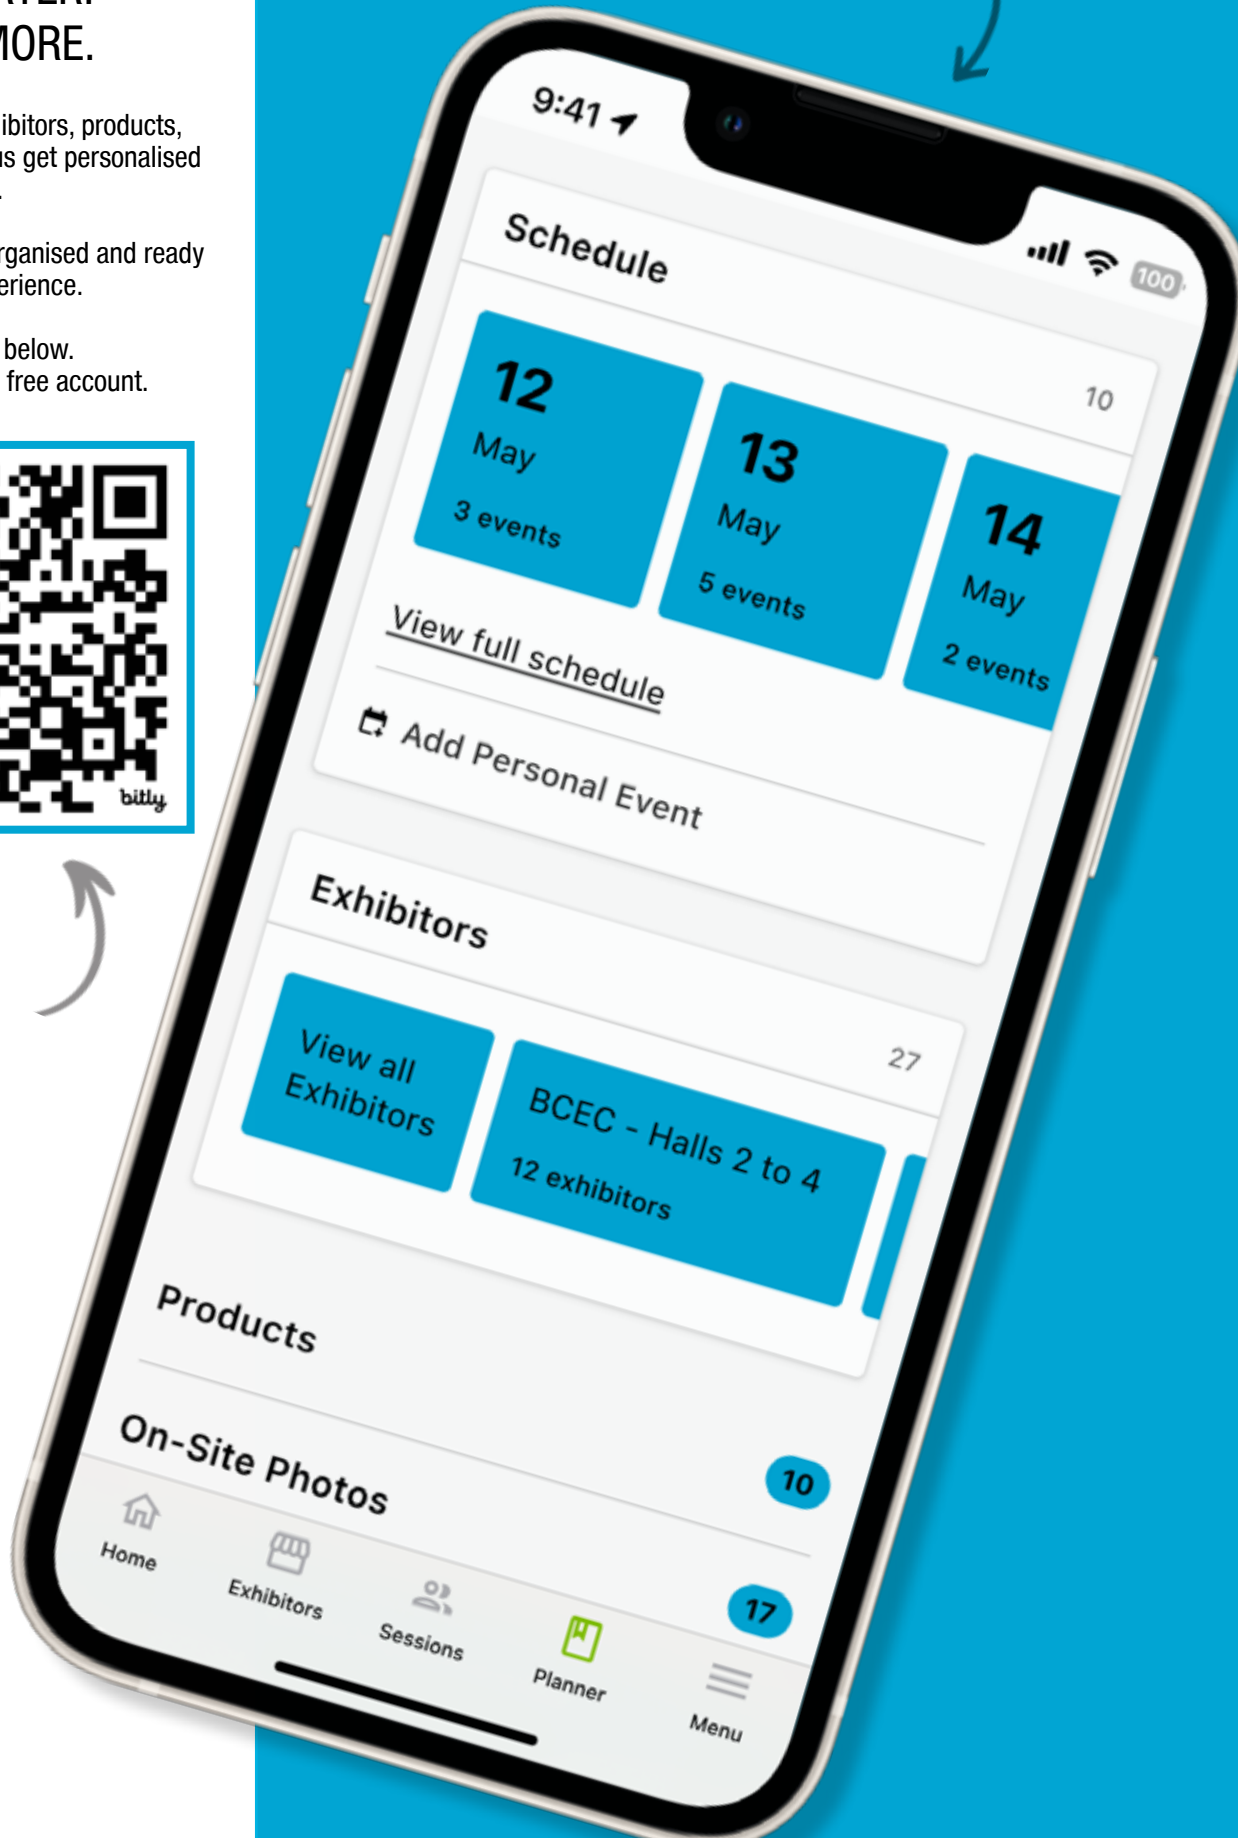 MORE.
ibitors, products,
us get personalised
rganised and ready
erience.
below.
free account.
bitly
9:41
100
Schedule
10
12
May
3 events
13
May
5 events
14
May
2 events
View full schedule
Add Personal Event
Exhibitors
27
View all
Exhibitors
BCEC - Halls 2 to 4
12 exhibitors
Products
10
On-Site Photos
17
Home
Exhibitors
Sessions
Planner
Menu